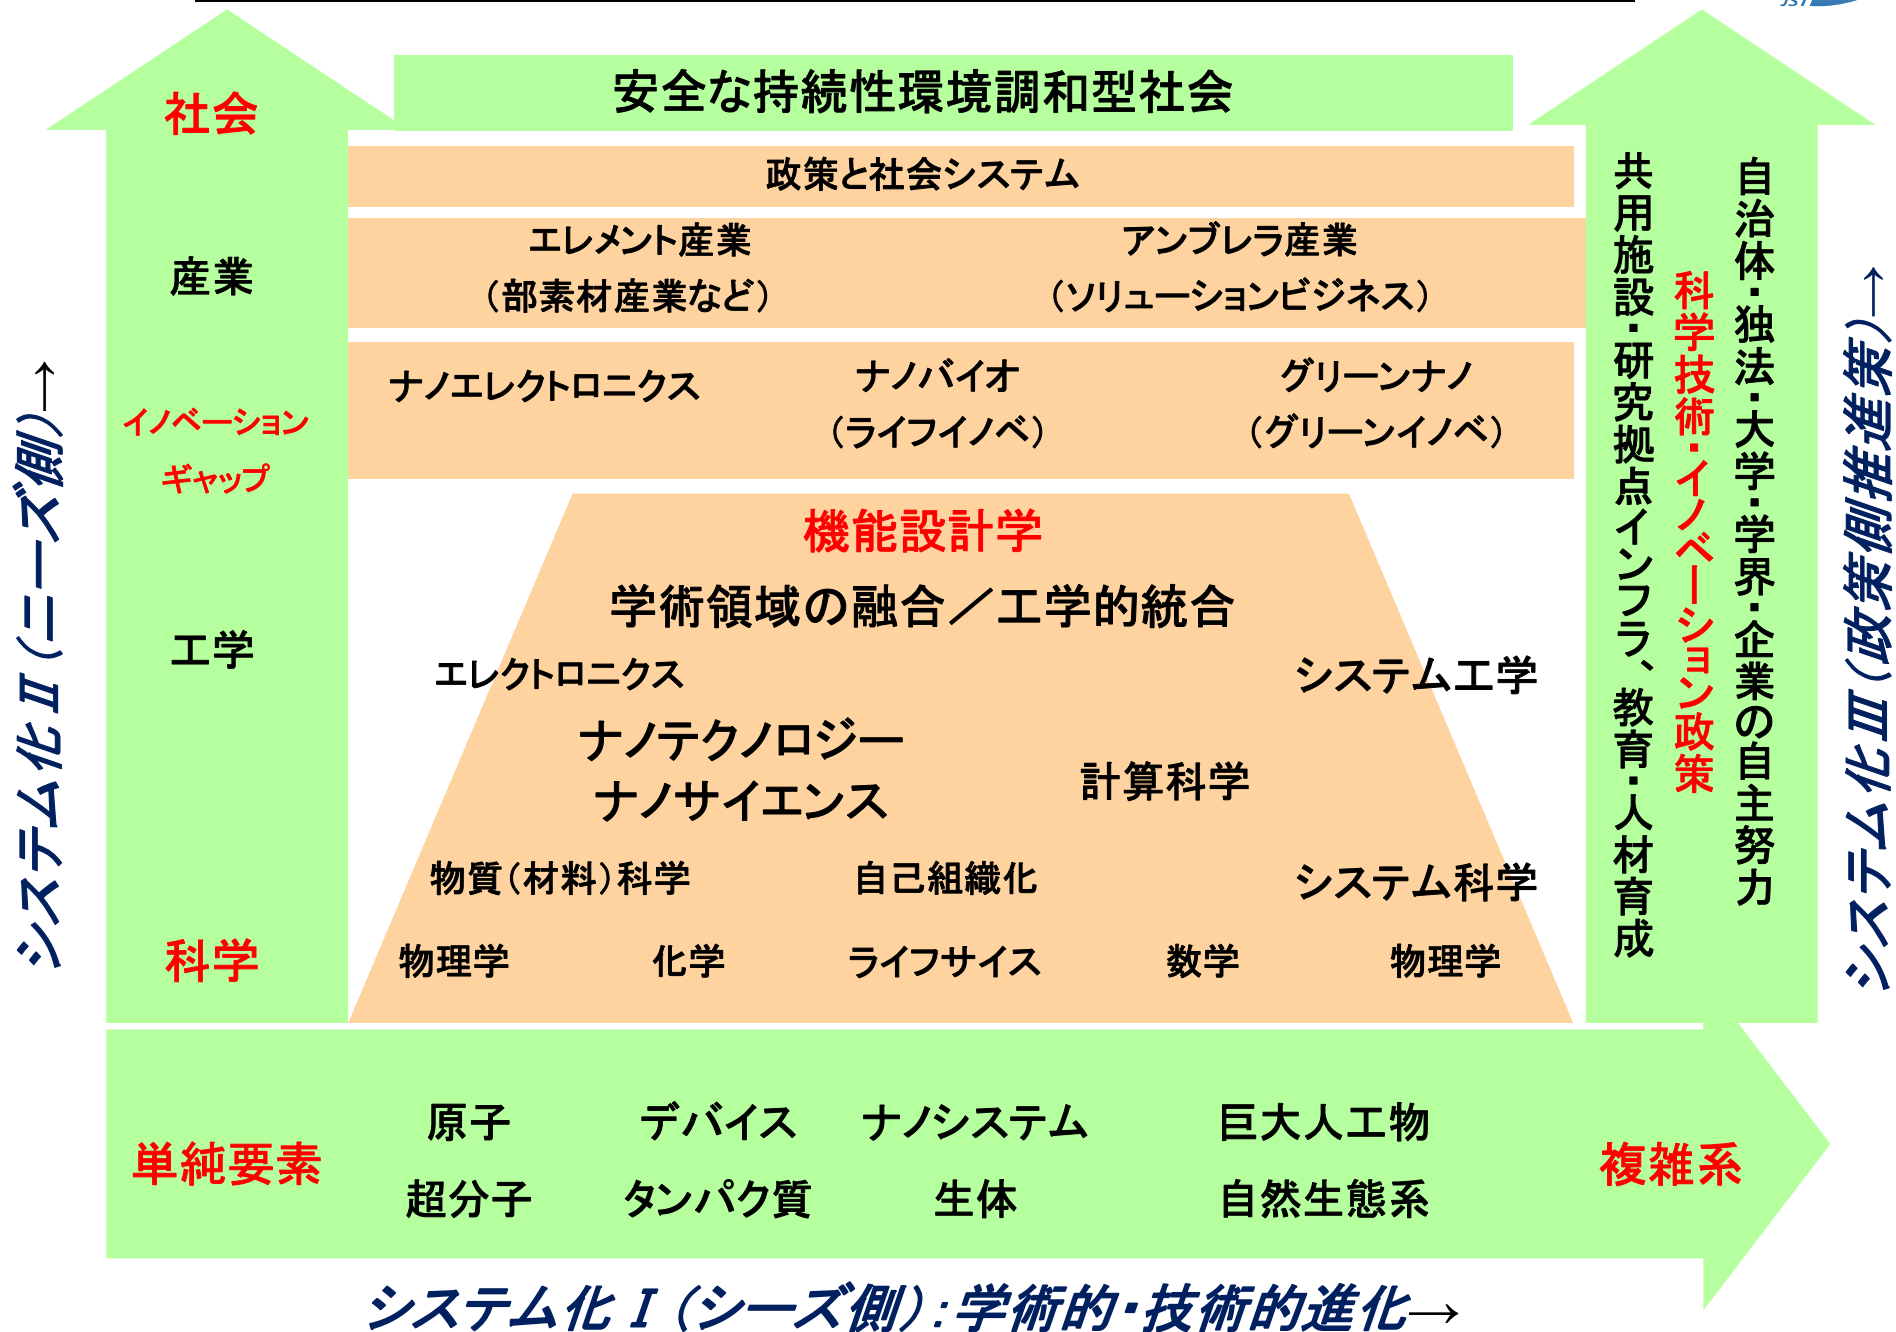 JST
社会
安全な持続性環境調和型社会
政策と社会システム
産業
エレメント産業
（部素材産業など）
アンブレラ産業
（ソリューションビジネス）
イノベーション
ギャップ
ナノエレクトロニクス
ナノバイオ
（ライフイノベ）
グリーンナノ
（グリーンイノベ）
機能設計学
学術領域の融合／工学的統合
工学
エレクトロニクス
システム工学
ナノテクノロジー
ナノサイエンス
計算科学
物質（材料）科学
自己組織化
システム科学
科学
物理学
化学
ライフサイス
数学
物理学
自治体・独法・大学・学界・企業の自主努力
科学技術・イノベーション政策
共用施設・研究拠点インフラ、教育・人材育成
システム化Ⅱ（ニーズ側）→
システム化Ⅲ（政策側推進策）→
単純要素
原子
デバイス
ナノシステム
巨大人工物
超分子
タンパク質
生体
自然生態系
複雑系
システム化Ⅰ（シーズ側）：学術的・技術的進化→